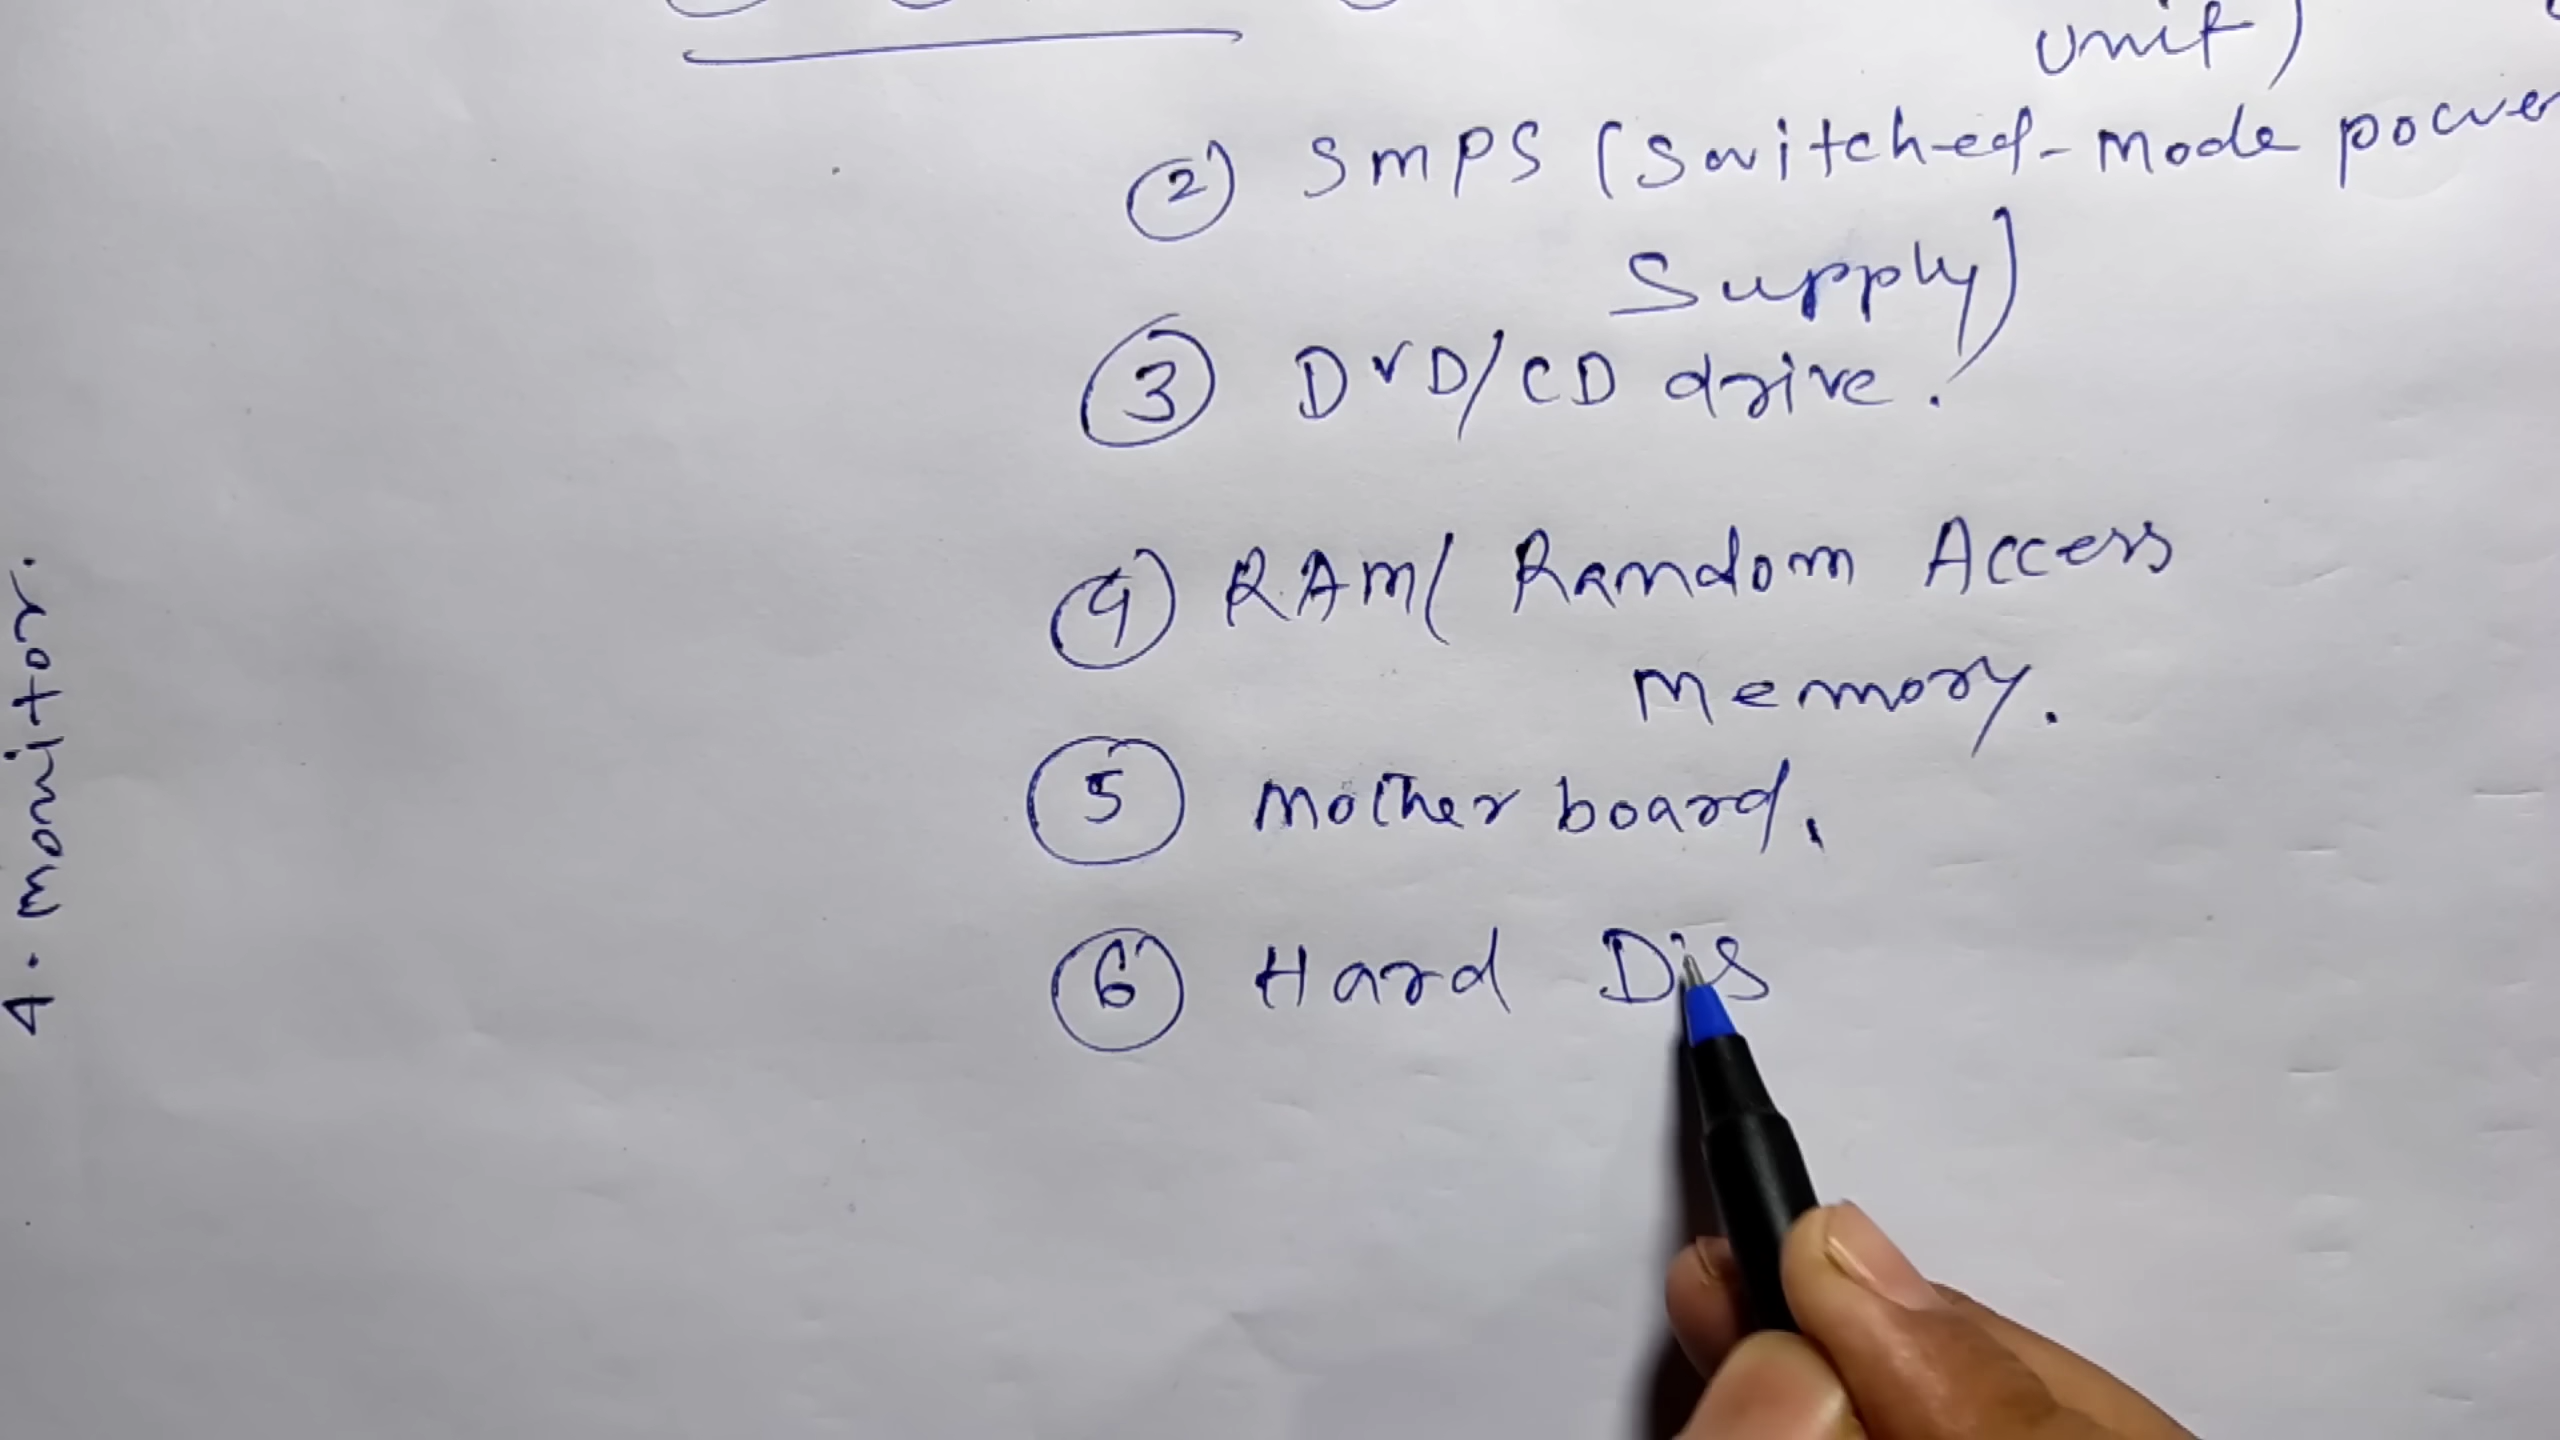 unit)
② SMPS (Switched-Mode power
Supply)
③ DVD/CD drive.
④ RAM( Random Access
Memory.
⑤ Mother board.
⑥ Hard Dis
4. Monitor.